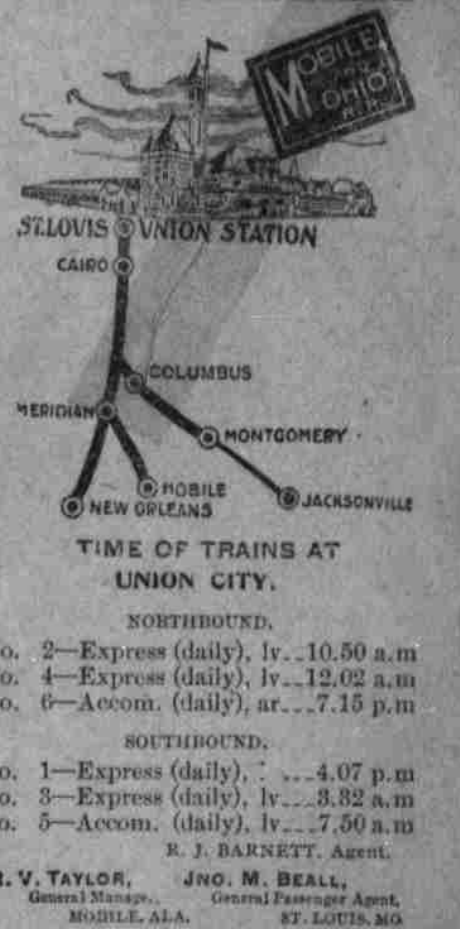 MOBILE
AND
OHIO
R.R.
ST. LOVIS VNION STATION
CAIRO
COLUMBUS
MERIDIAN
MONTGOMERY
MOBILE
JACKSONVILLE
NEW ORLEANS
TIME OF TRAINS AT
UNION CITY.
NORTHBOUND.
o. 2—Express (daily), lv...10.50 a.m
o. 4—Express (daily), lv...12.02 a.m
o. 6—Accom. (daily), ar....7.15 p.m
SOUTHBOUND.
o. 1—Express (daily), ....4.07 p.m
o. 3—Express (daily), lv....3.32 a.m
o. 5—Accom. (daily), lv....7.50 a.m
R. J. BARNETT, Agent.
R. V. TAYLOR, JNO. M. BEALL,
General Manage., General Passenger Agent,
MOBILE, ALA. ST. LOUIS, MO